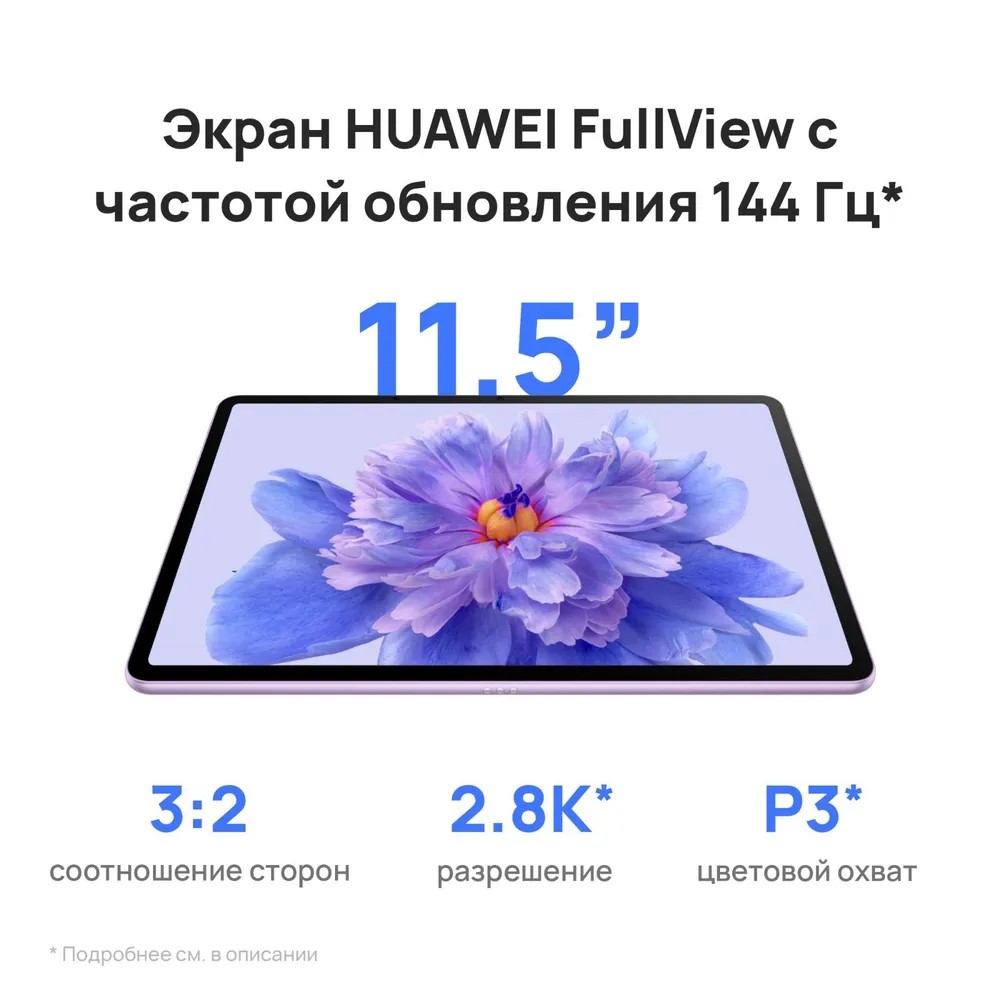 Экран HUAWEI FullView с
частотой обновления 144 Гц*
11.5”
3:2
2.8K*
P3*
соотношение сторон
разрешение
цветовой охват
* Подробнее см. в описании